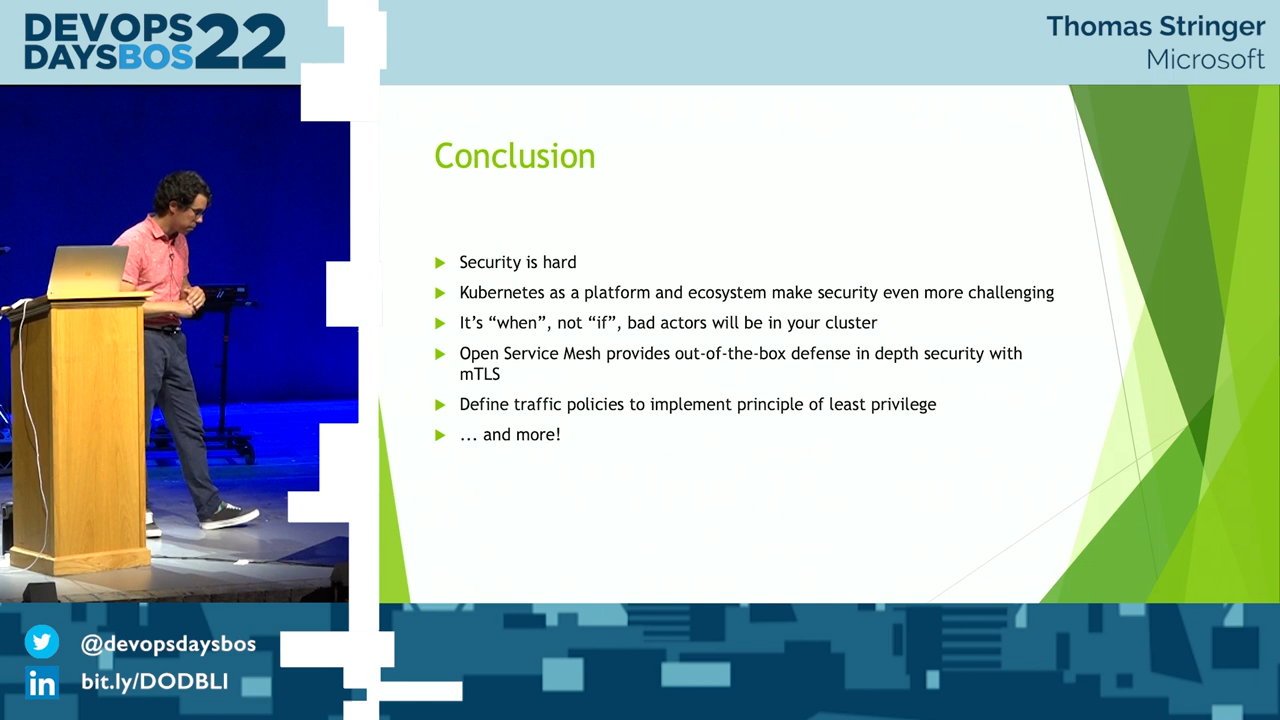 DEVOPS
DAYSBOS22
Thomas Stringer
Microsoft
Conclusion
Security is hard
Kubernetes as a platform and ecosystem make security even more challenging
It’s “when”, not “if”, bad actors will be in your cluster
Open Service Mesh provides out-of-the-box defense in depth security with
mTLS
Define traffic policies to implement principle of least privilege
... and more!
@devopsdaysbos
in bit.ly/DODBLI